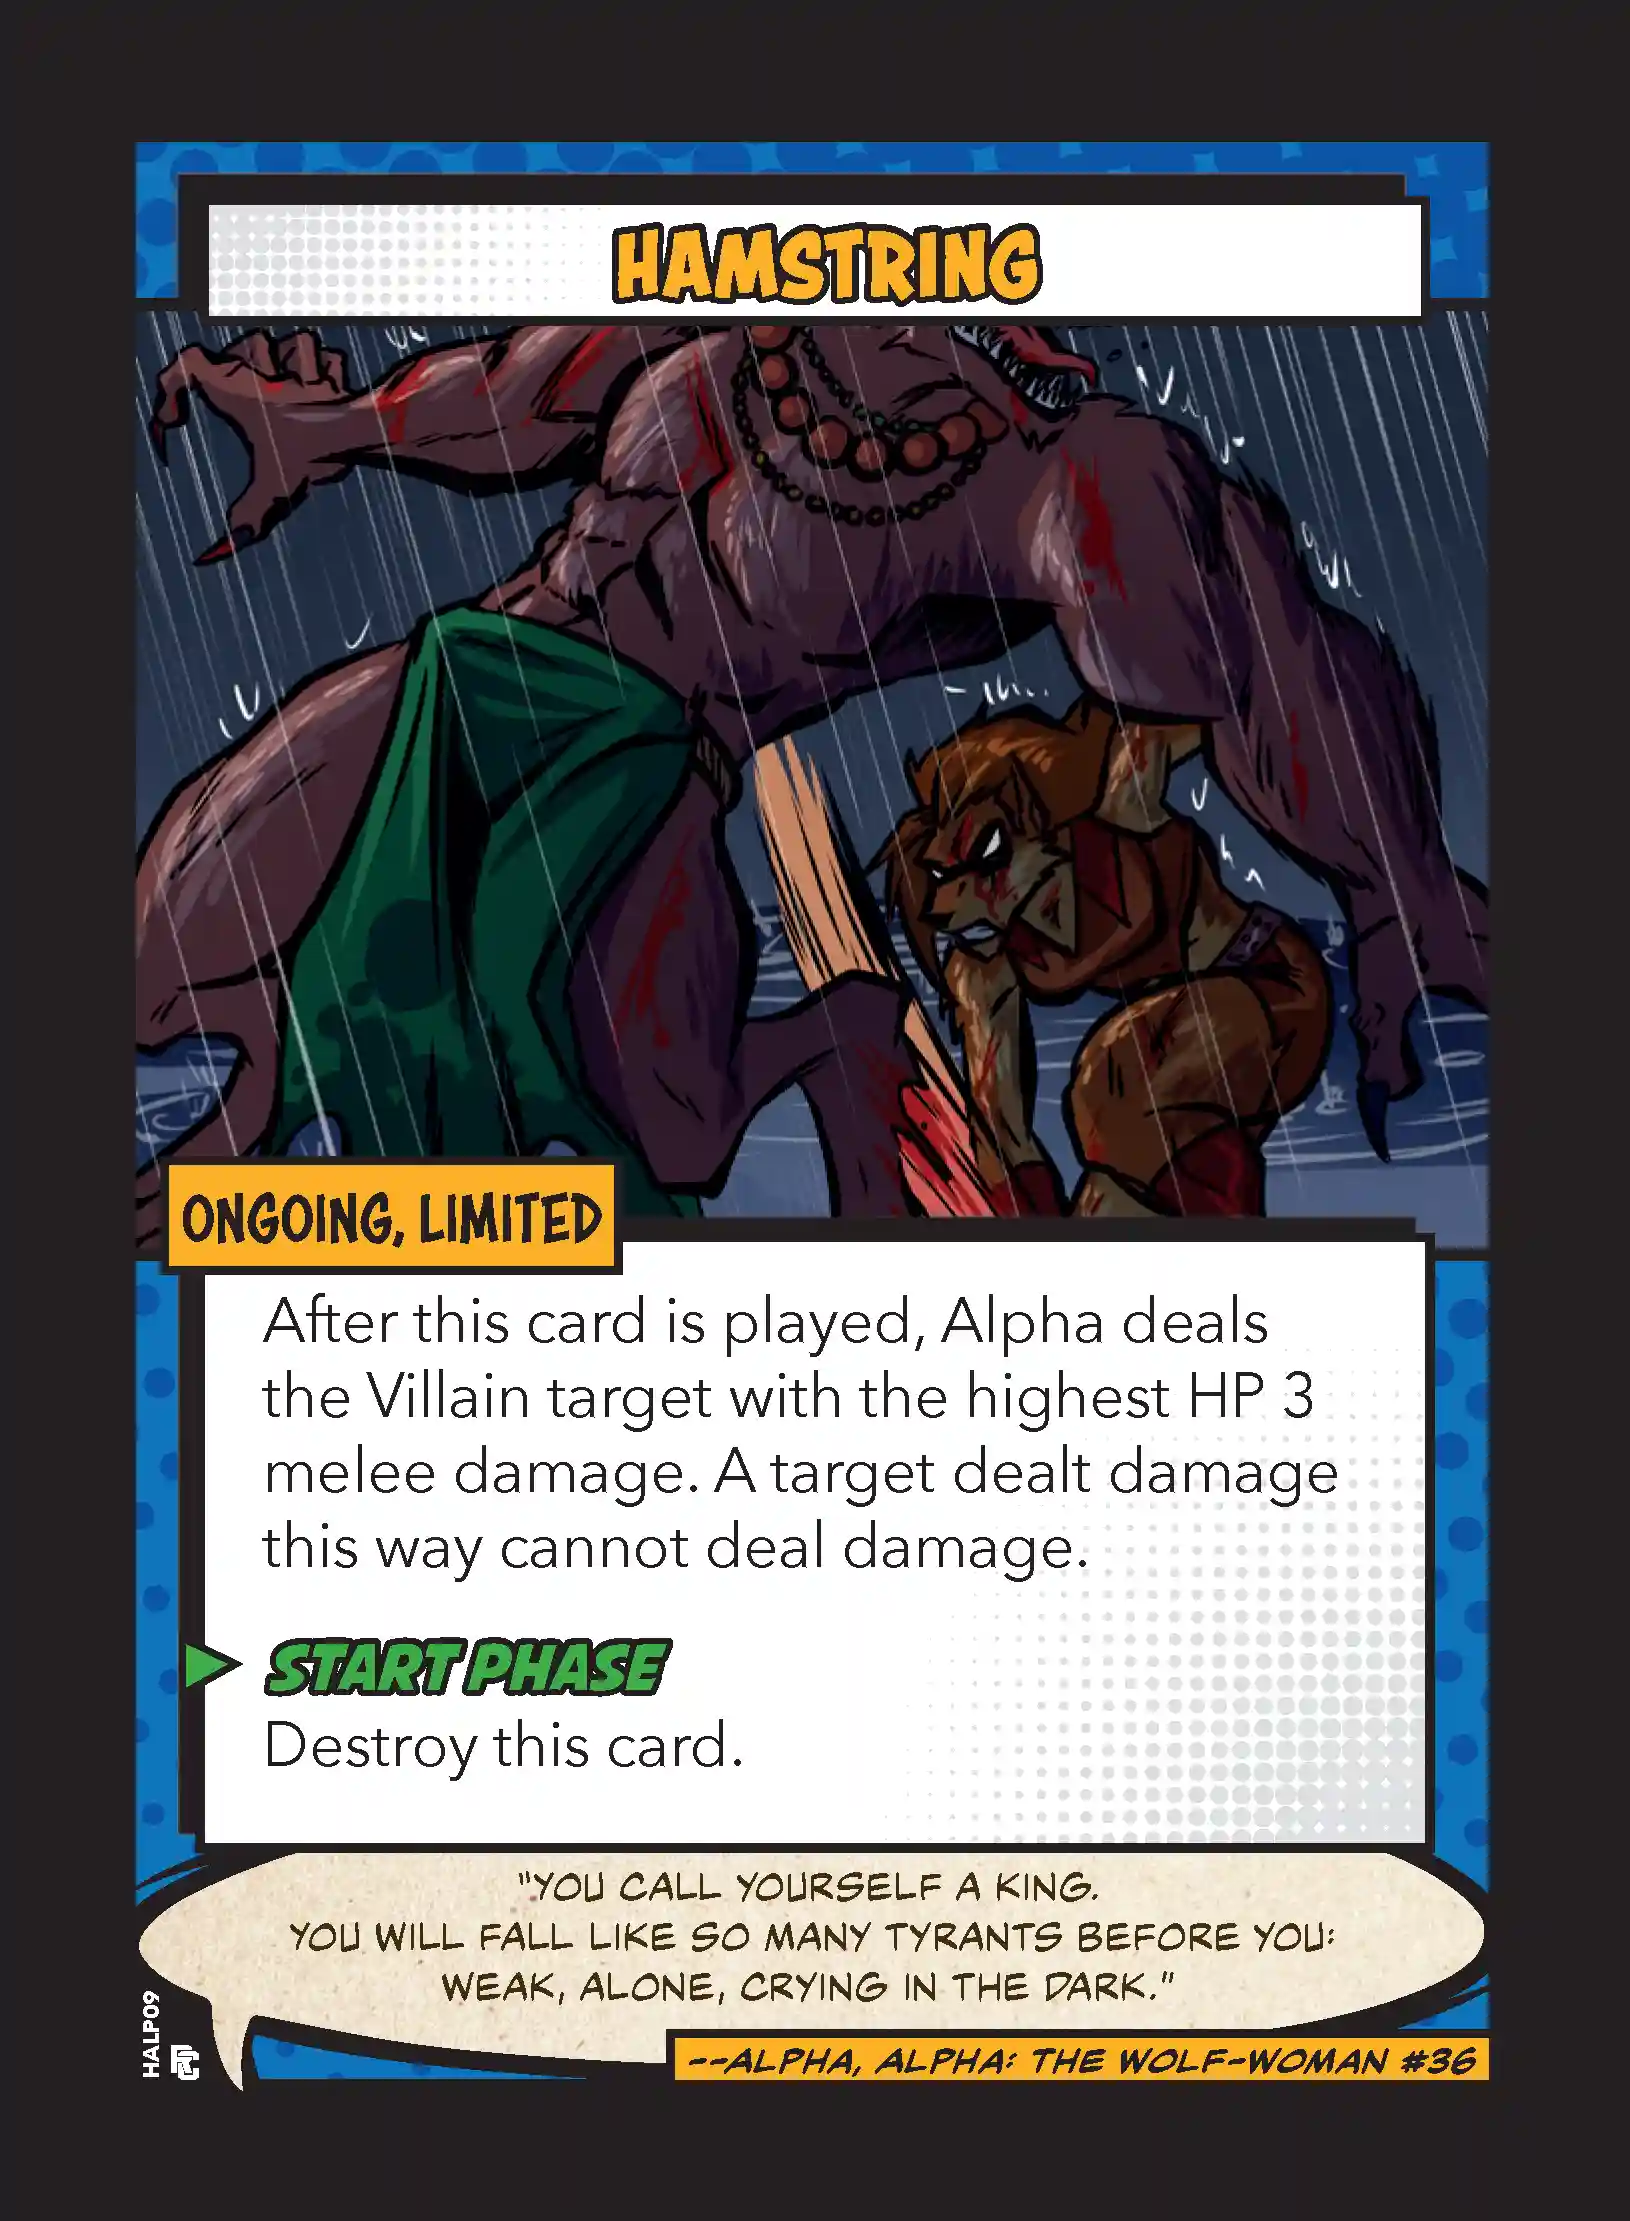 HAMSTRING
ONGOING, LIMITED
After this card is played, Alpha deals
the Villain target with the highest HP 3
melee damage. A target dealt damage
this way cannot deal damage.
START PHASE
Destroy this card.
"YOU CALL YOURSELF A KING.
YOU WILL FALL LIKE SO MANY TYRANTS BEFORE YOU:
WEAK, ALONE, CRYING IN THE DARK."
--ALPHA, ALPHA: THE WOLF-WOMAN #36
HALP09